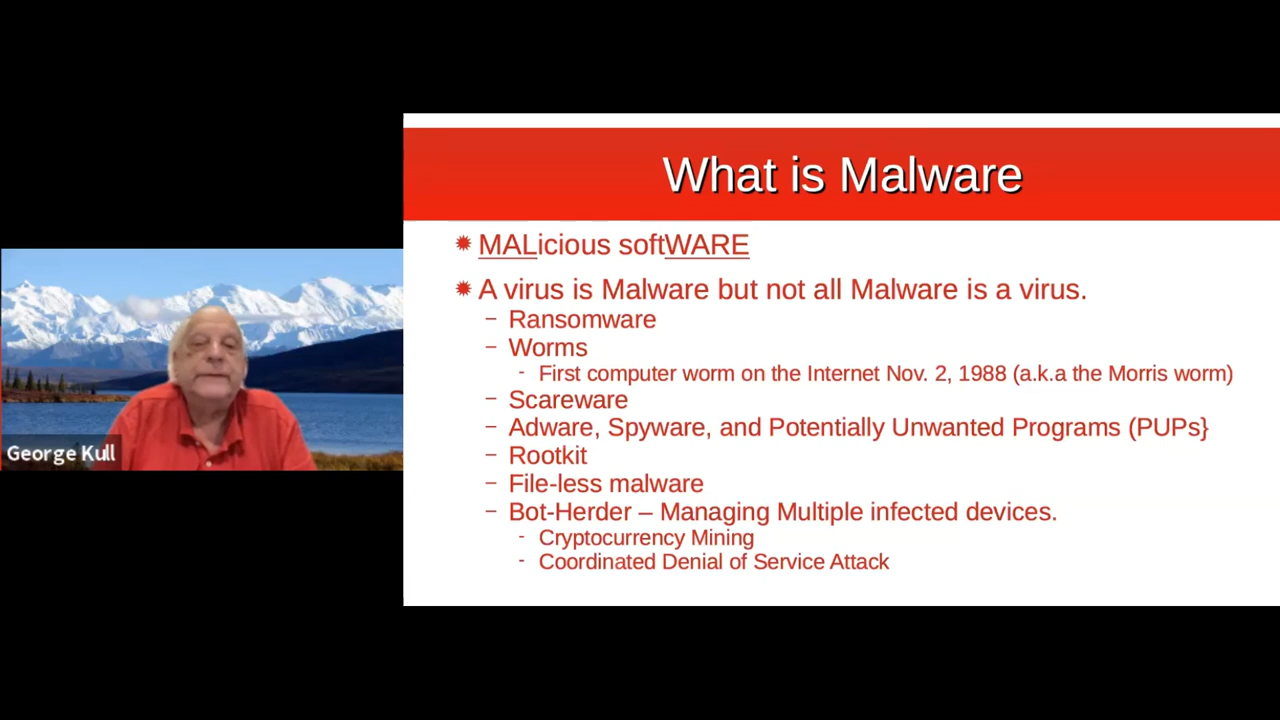 What is Malware
MALicious softWARE
A virus is Malware but not all Malware is a virus.
– Ransomware
– Worms
- First computer worm on the Internet Nov. 2, 1988 (a.k.a the Morris worm)
– Scareware
– Adware, Spyware, and Potentially Unwanted Programs (PUPs}
– Rootkit
– File-less malware
– Bot-Herder – Managing Multiple infected devices.
- Cryptocurrency Mining
- Coordinated Denial of Service Attack
George Kull